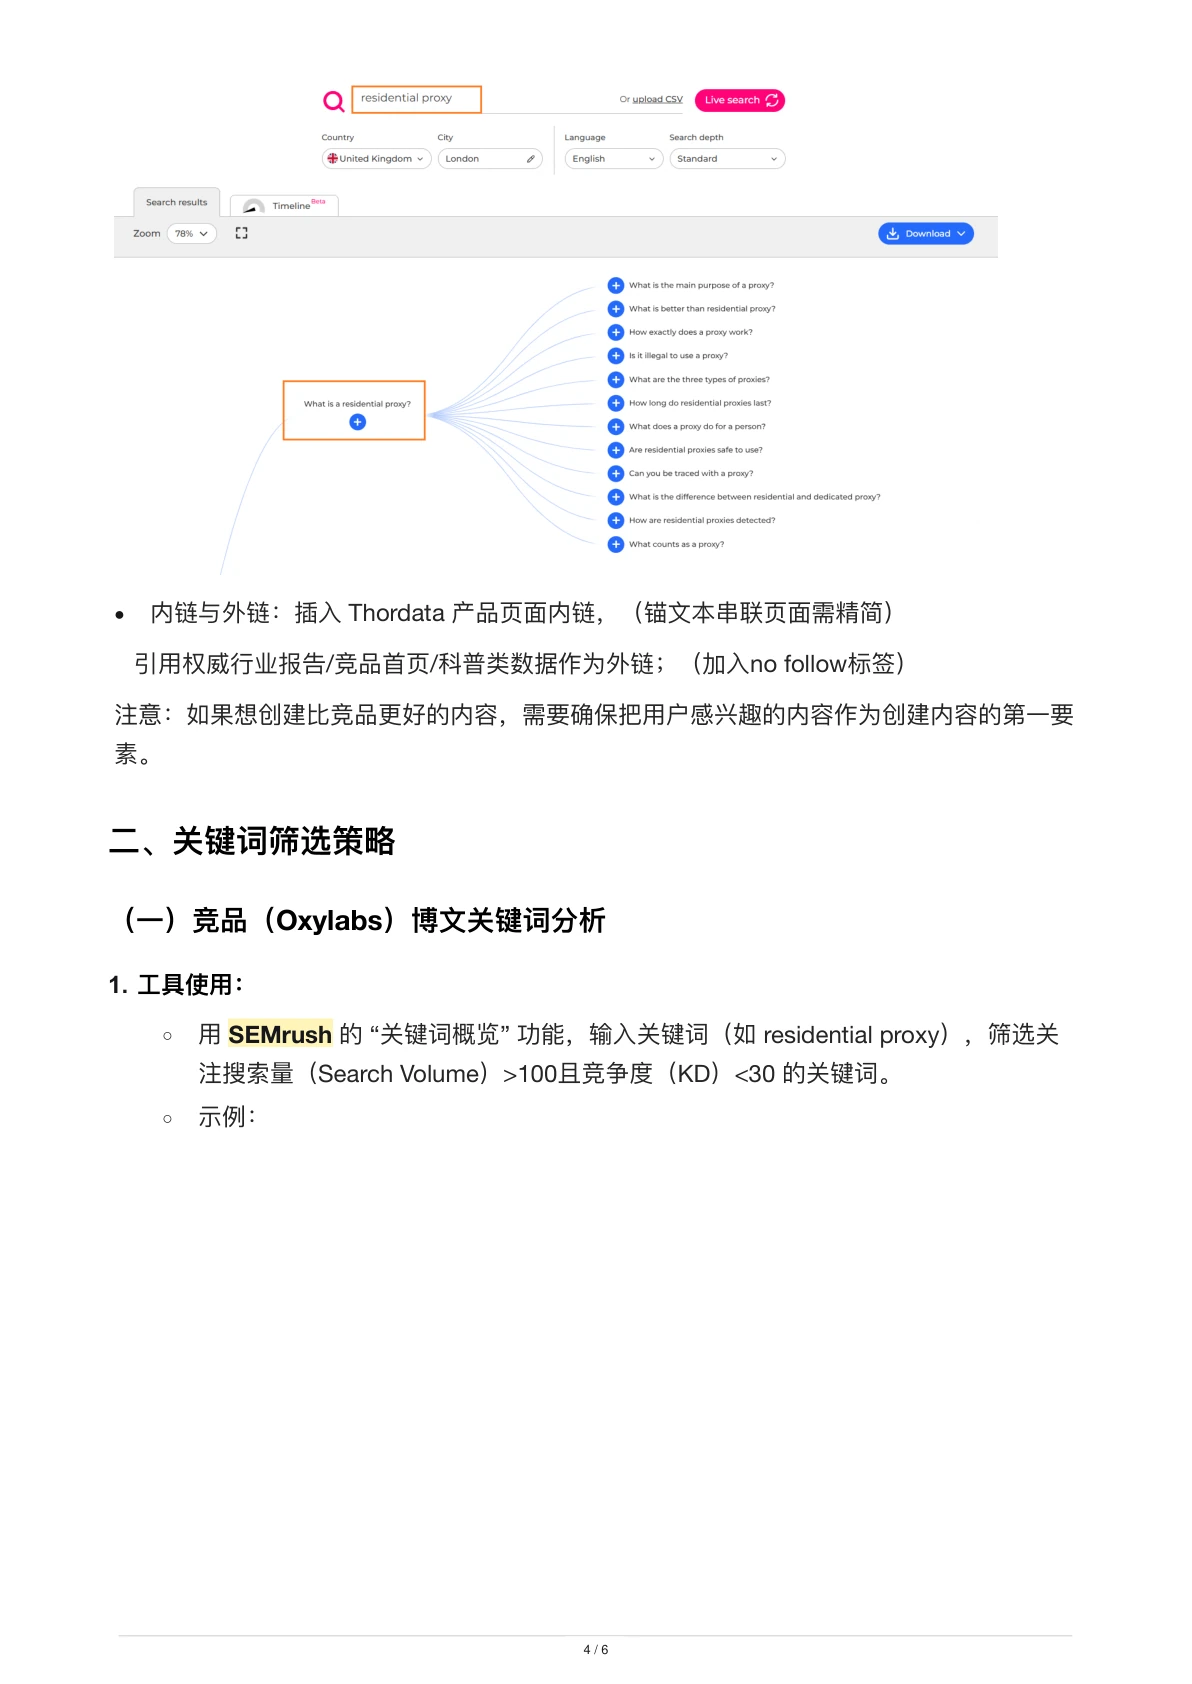 residential proxy
Or upload CSV
Live search
Country
City
Language
Search depth
United Kingdom
London
English
Standard
Search results
Timeline Beta
Zoom 78%
Download
What is the main purpose of a proxy?
What is better than residential proxy?
How exactly does a proxy work?
Is it illegal to use a proxy?
What are the three types of proxies?
What is a residential proxy?
How long do residential proxies last?
What does a proxy do for a person?
Are residential proxies safe to use?
Can you be traced with a proxy?
What is the difference between residential and dedicated proxy?
How are residential proxies detected?
What counts as a proxy?
• 内链与外链：插入 Thordata 产品页面内链，（锚文本串联页面需精简）
引用权威行业报告/竞品首页/科普类数据作为外链；（加入no follow标签）
注意：如果想创建比竞品更好的内容，需要确保把用户感兴趣的内容作为创建内容的第一要
素。
二、关键词筛选策略
（一）竞品（Oxylabs）博文关键词分析
1. 工具使用：
○ 用 SEMrush 的 “关键词概览” 功能，输入关键词（如 residential proxy），筛选关
注搜索量（Search Volume）>100且竞争度（KD）<30 的关键词。
○ 示例：
4 / 6